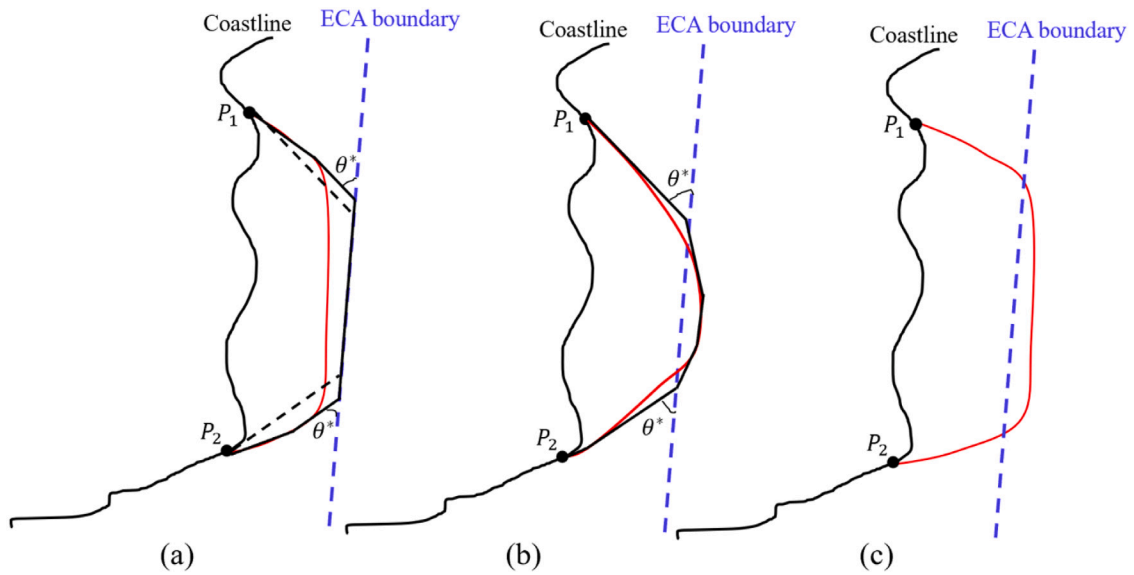 ECA boundary
Coastline
P1
θ*
P2
θ*
(a)
ECA boundary
Coastline
P1
θ*
P2
θ*
(b)
ECA boundary
Coastline
P1
P2
(c)